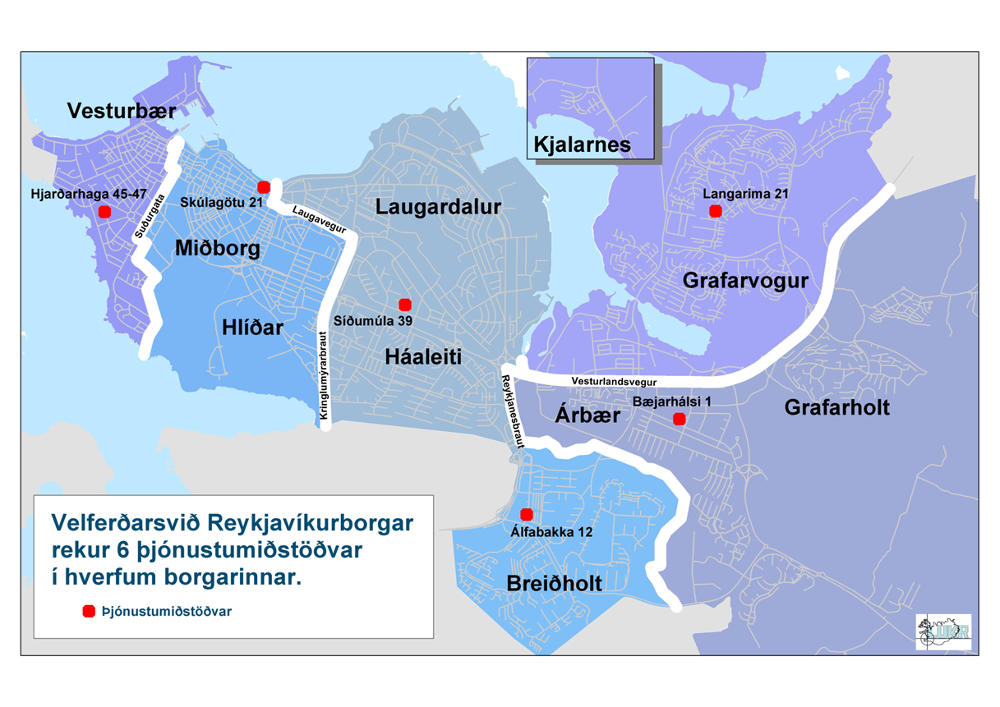 Vesturbær
Kjalarnes
Hjarðarhaga 45-47
Suðurgata
Skúlagötu 21
Laugavegur
Laugardalur
Langarima 21
Miðborg
Grafarvogur
Hlíðar
Síðumúla 39
Háaleiti
Kringlumýrarbraut
Reykjanesbraut
Vesturlandsvegur
Bæjarhálsi 1
Árbær
Grafarholt
Álfabakka 12
Breiðholt
Velferðarsvið Reykjavíkurborgar
rekur 6 þjónustumiðstöðvar
í hverfum borgarinnar.
Þjónustumiðstöðvar
LUKR